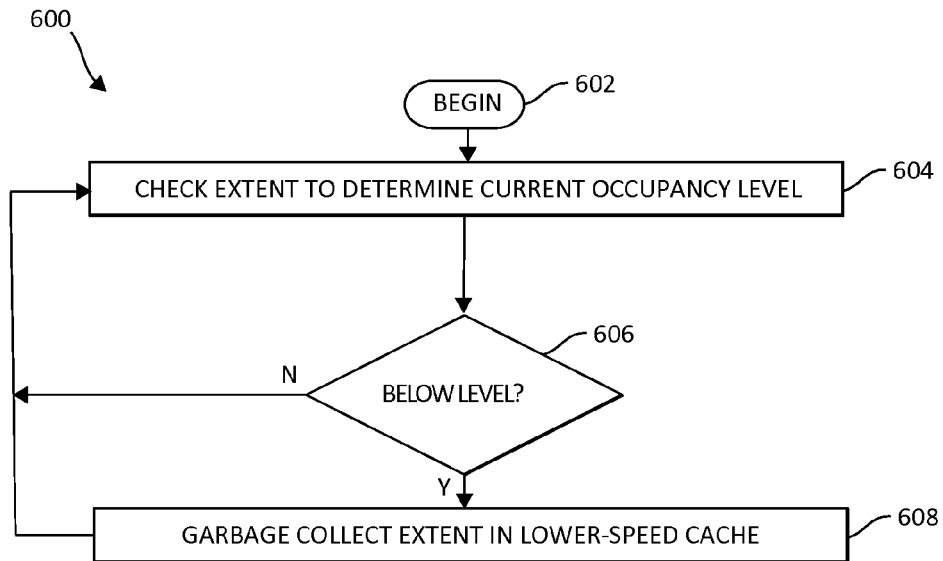 600
BEGIN
602
CHECK EXTENT TO DETERMINE CURRENT OCCUPANCY LEVEL
604
606
N
BELOW LEVEL?
Y
GARBAGE COLLECT EXTENT IN LOWER-SPEED CACHE
608